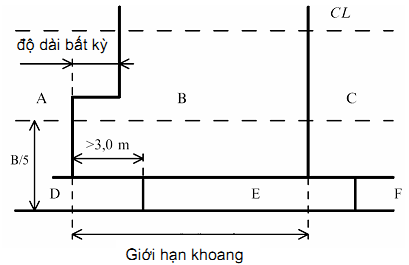 CL
độ dài bất kỳ
A B C
>3,0 m
B/5
D E F
Giới hạn khoang